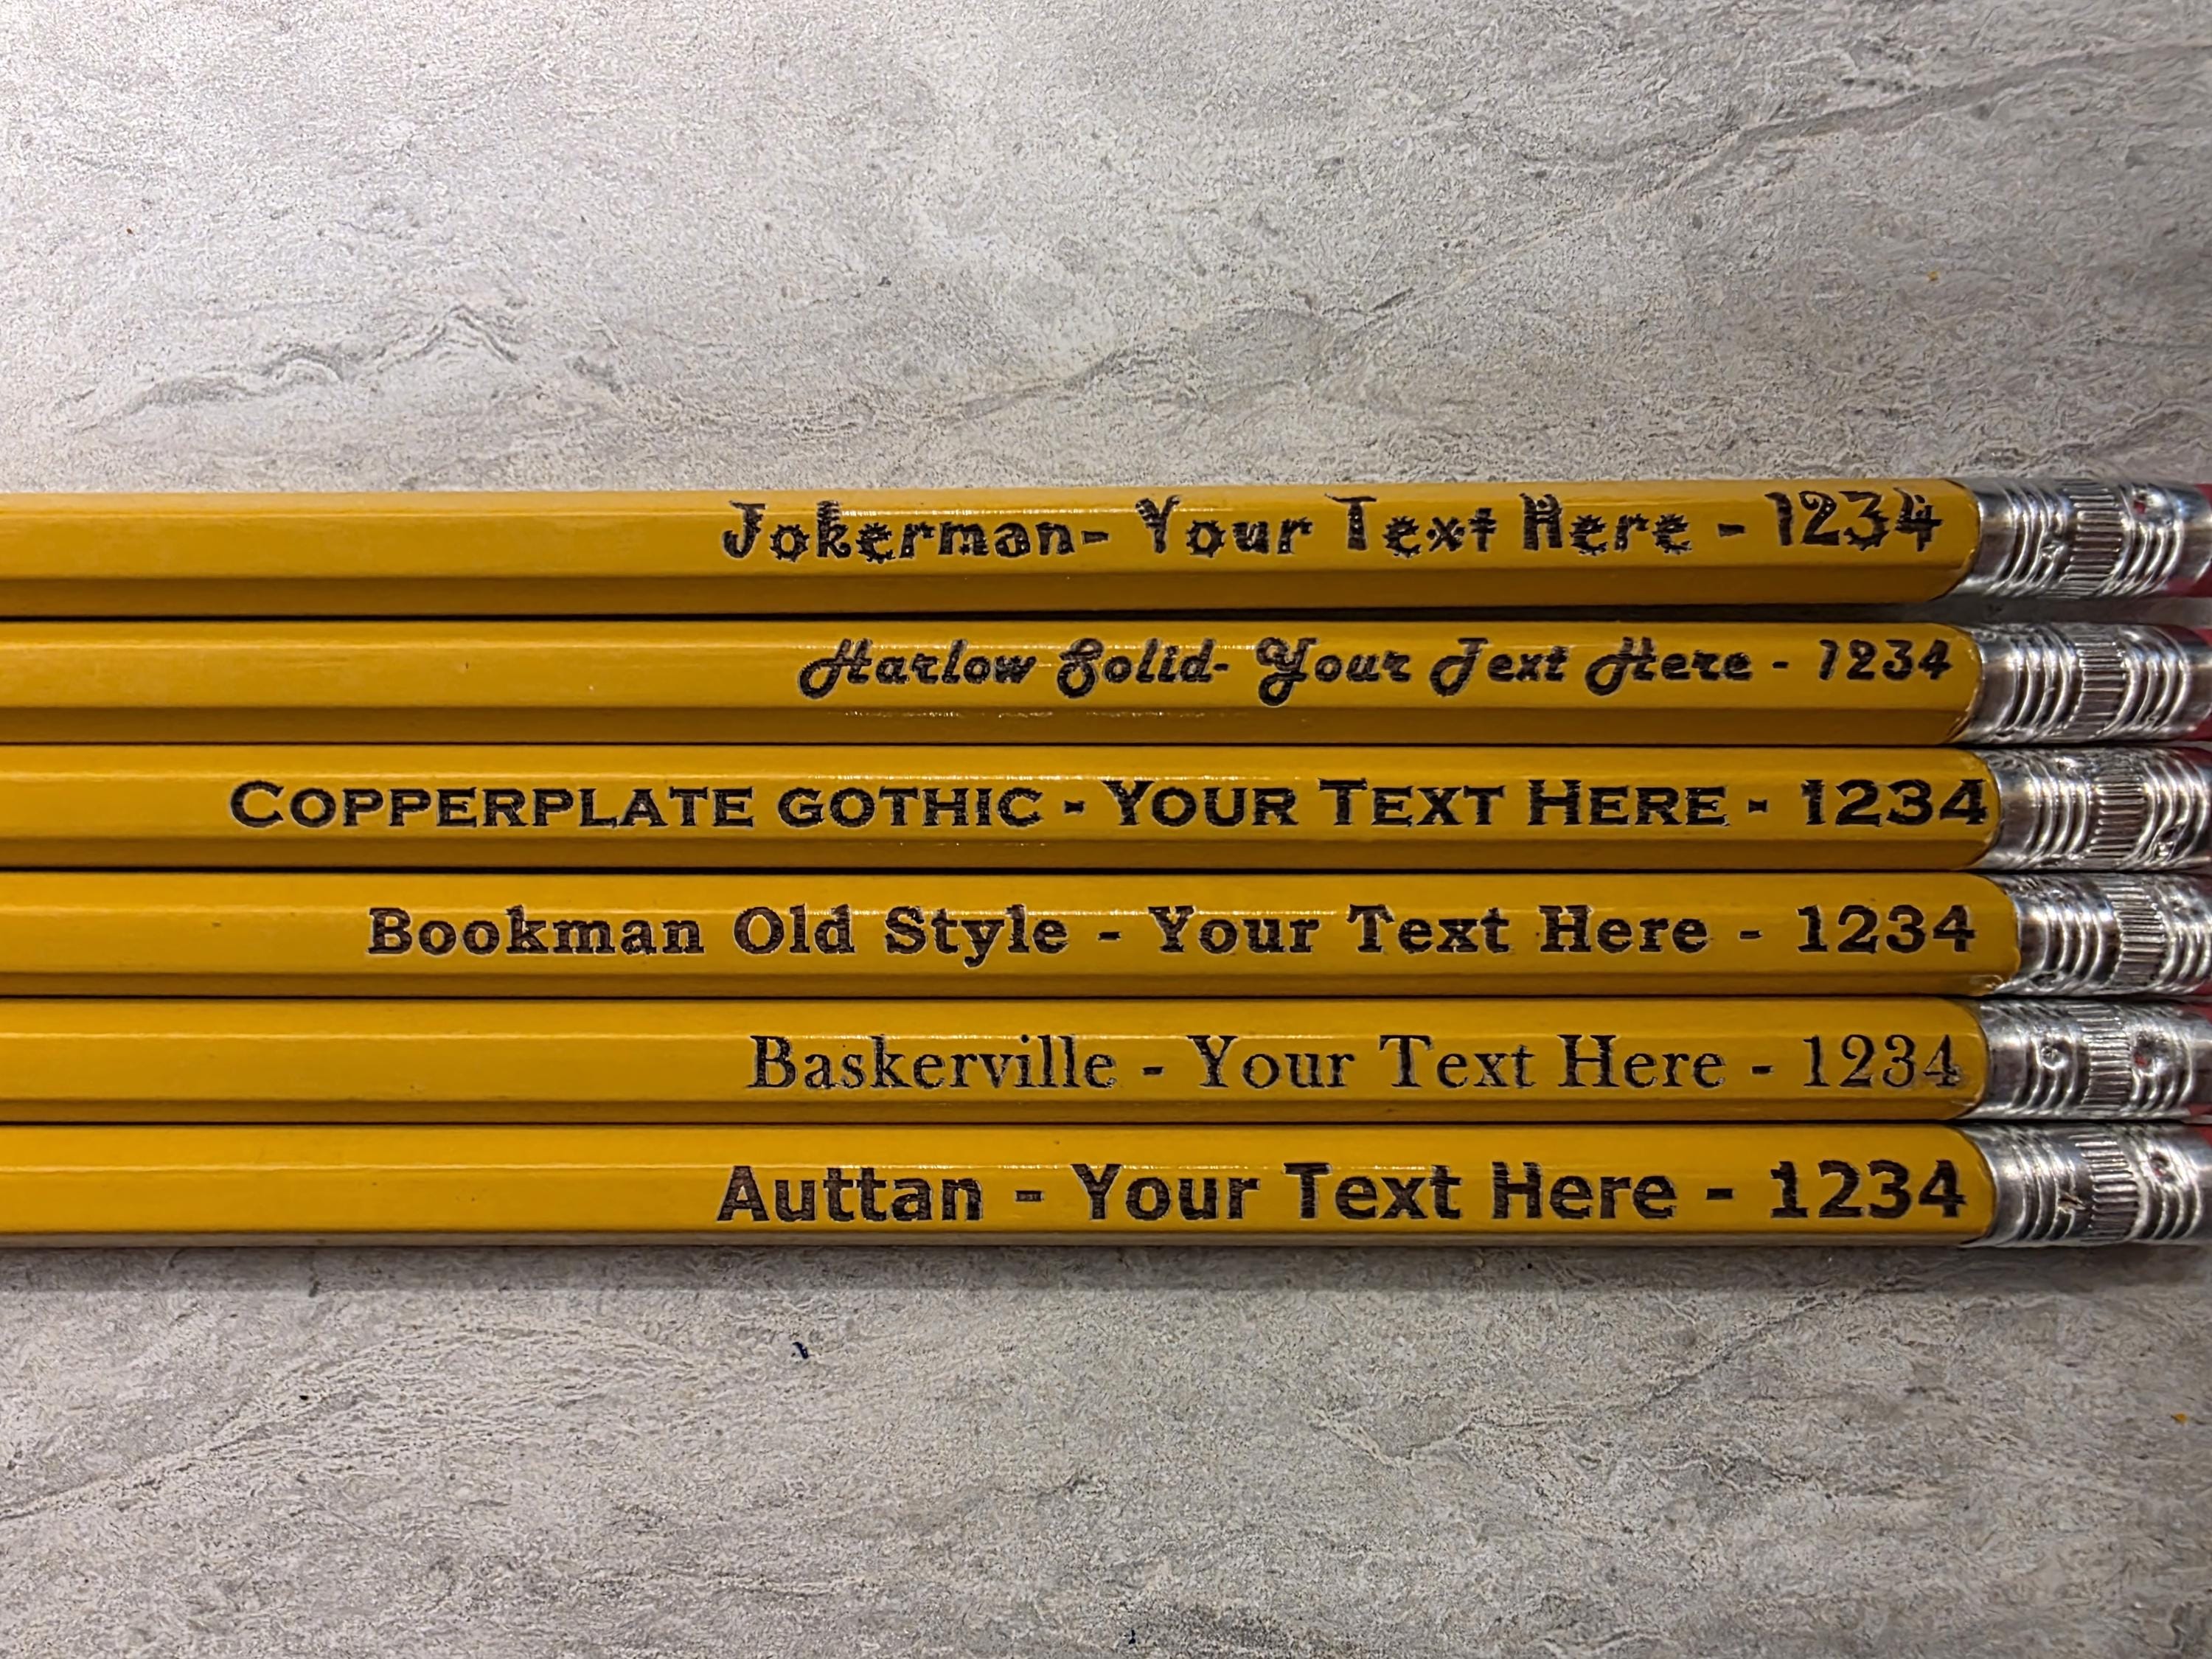 Jokerman- Your Text Here - 1234
Harlow Solid- Your Text Here - 1234
COPPERPLATE GOTHIC - YOUR TEXT HERE - 1234
Bookman Old Style - Your Text Here - 1234
Baskerville - Your Text Here - 1234
Auttan - Your Text Here - 1234